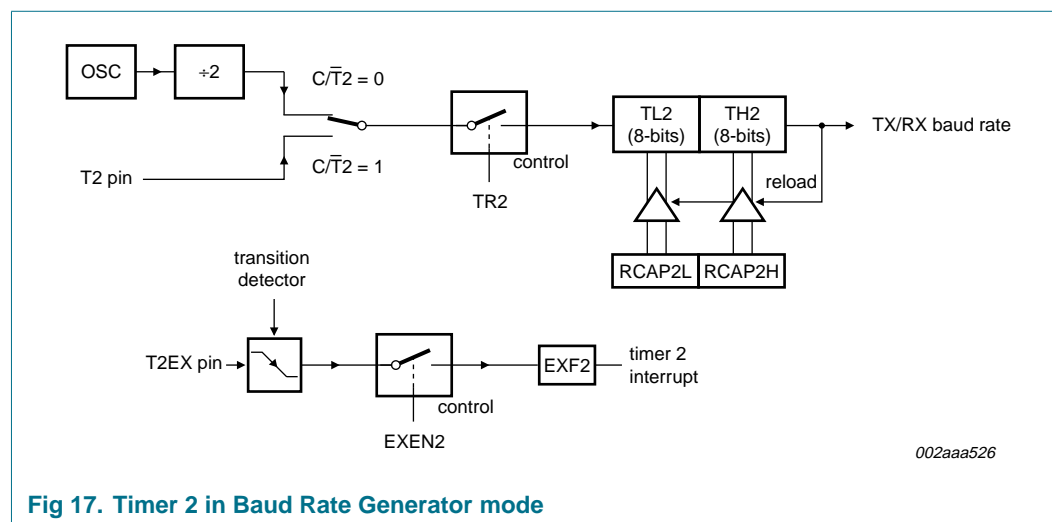 OSC
÷2
C/T̅2 = 0
C/T̅2 = 1
T2 pin
control
TR2
TL2
(8-bits)
TH2
(8-bits)
TX/RX baud rate
reload
RCAP2L
RCAP2H
transition
detector
T2EX pin
control
EXEN2
EXF2
timer 2
interrupt
002aaa526
Fig 17. Timer 2 in Baud Rate Generator mode